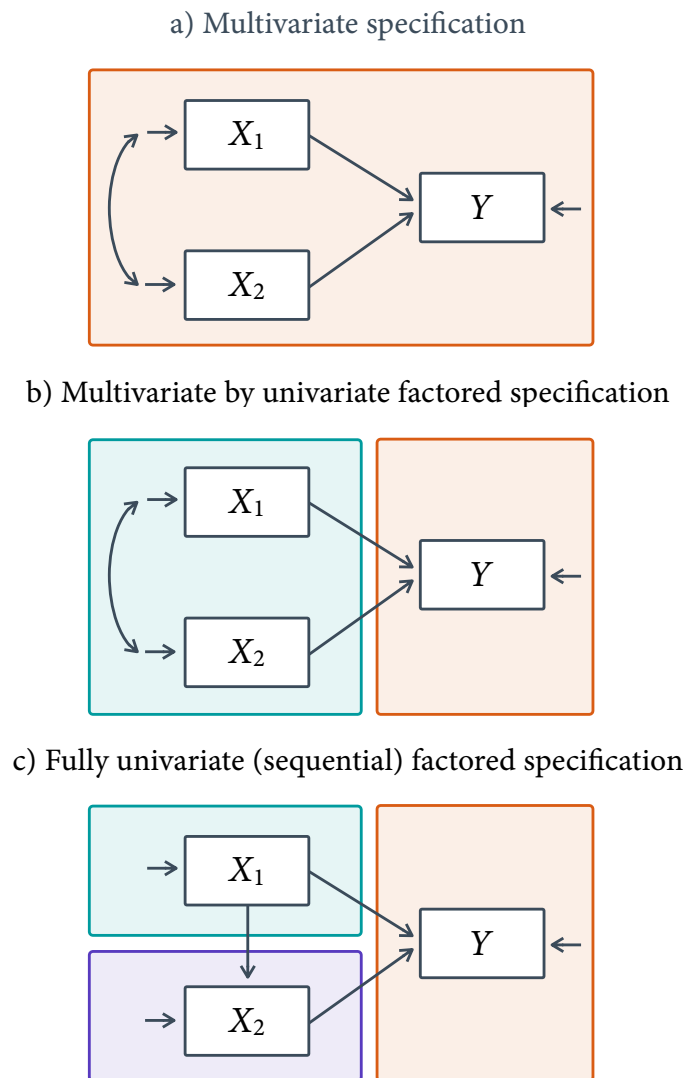 a) Multivariate specification
X₁
Y
X₂
b) Multivariate by univariate factored specification
X₁
Y
X₂
c) Fully univariate (sequential) factored specification
X₁
Y
X₂